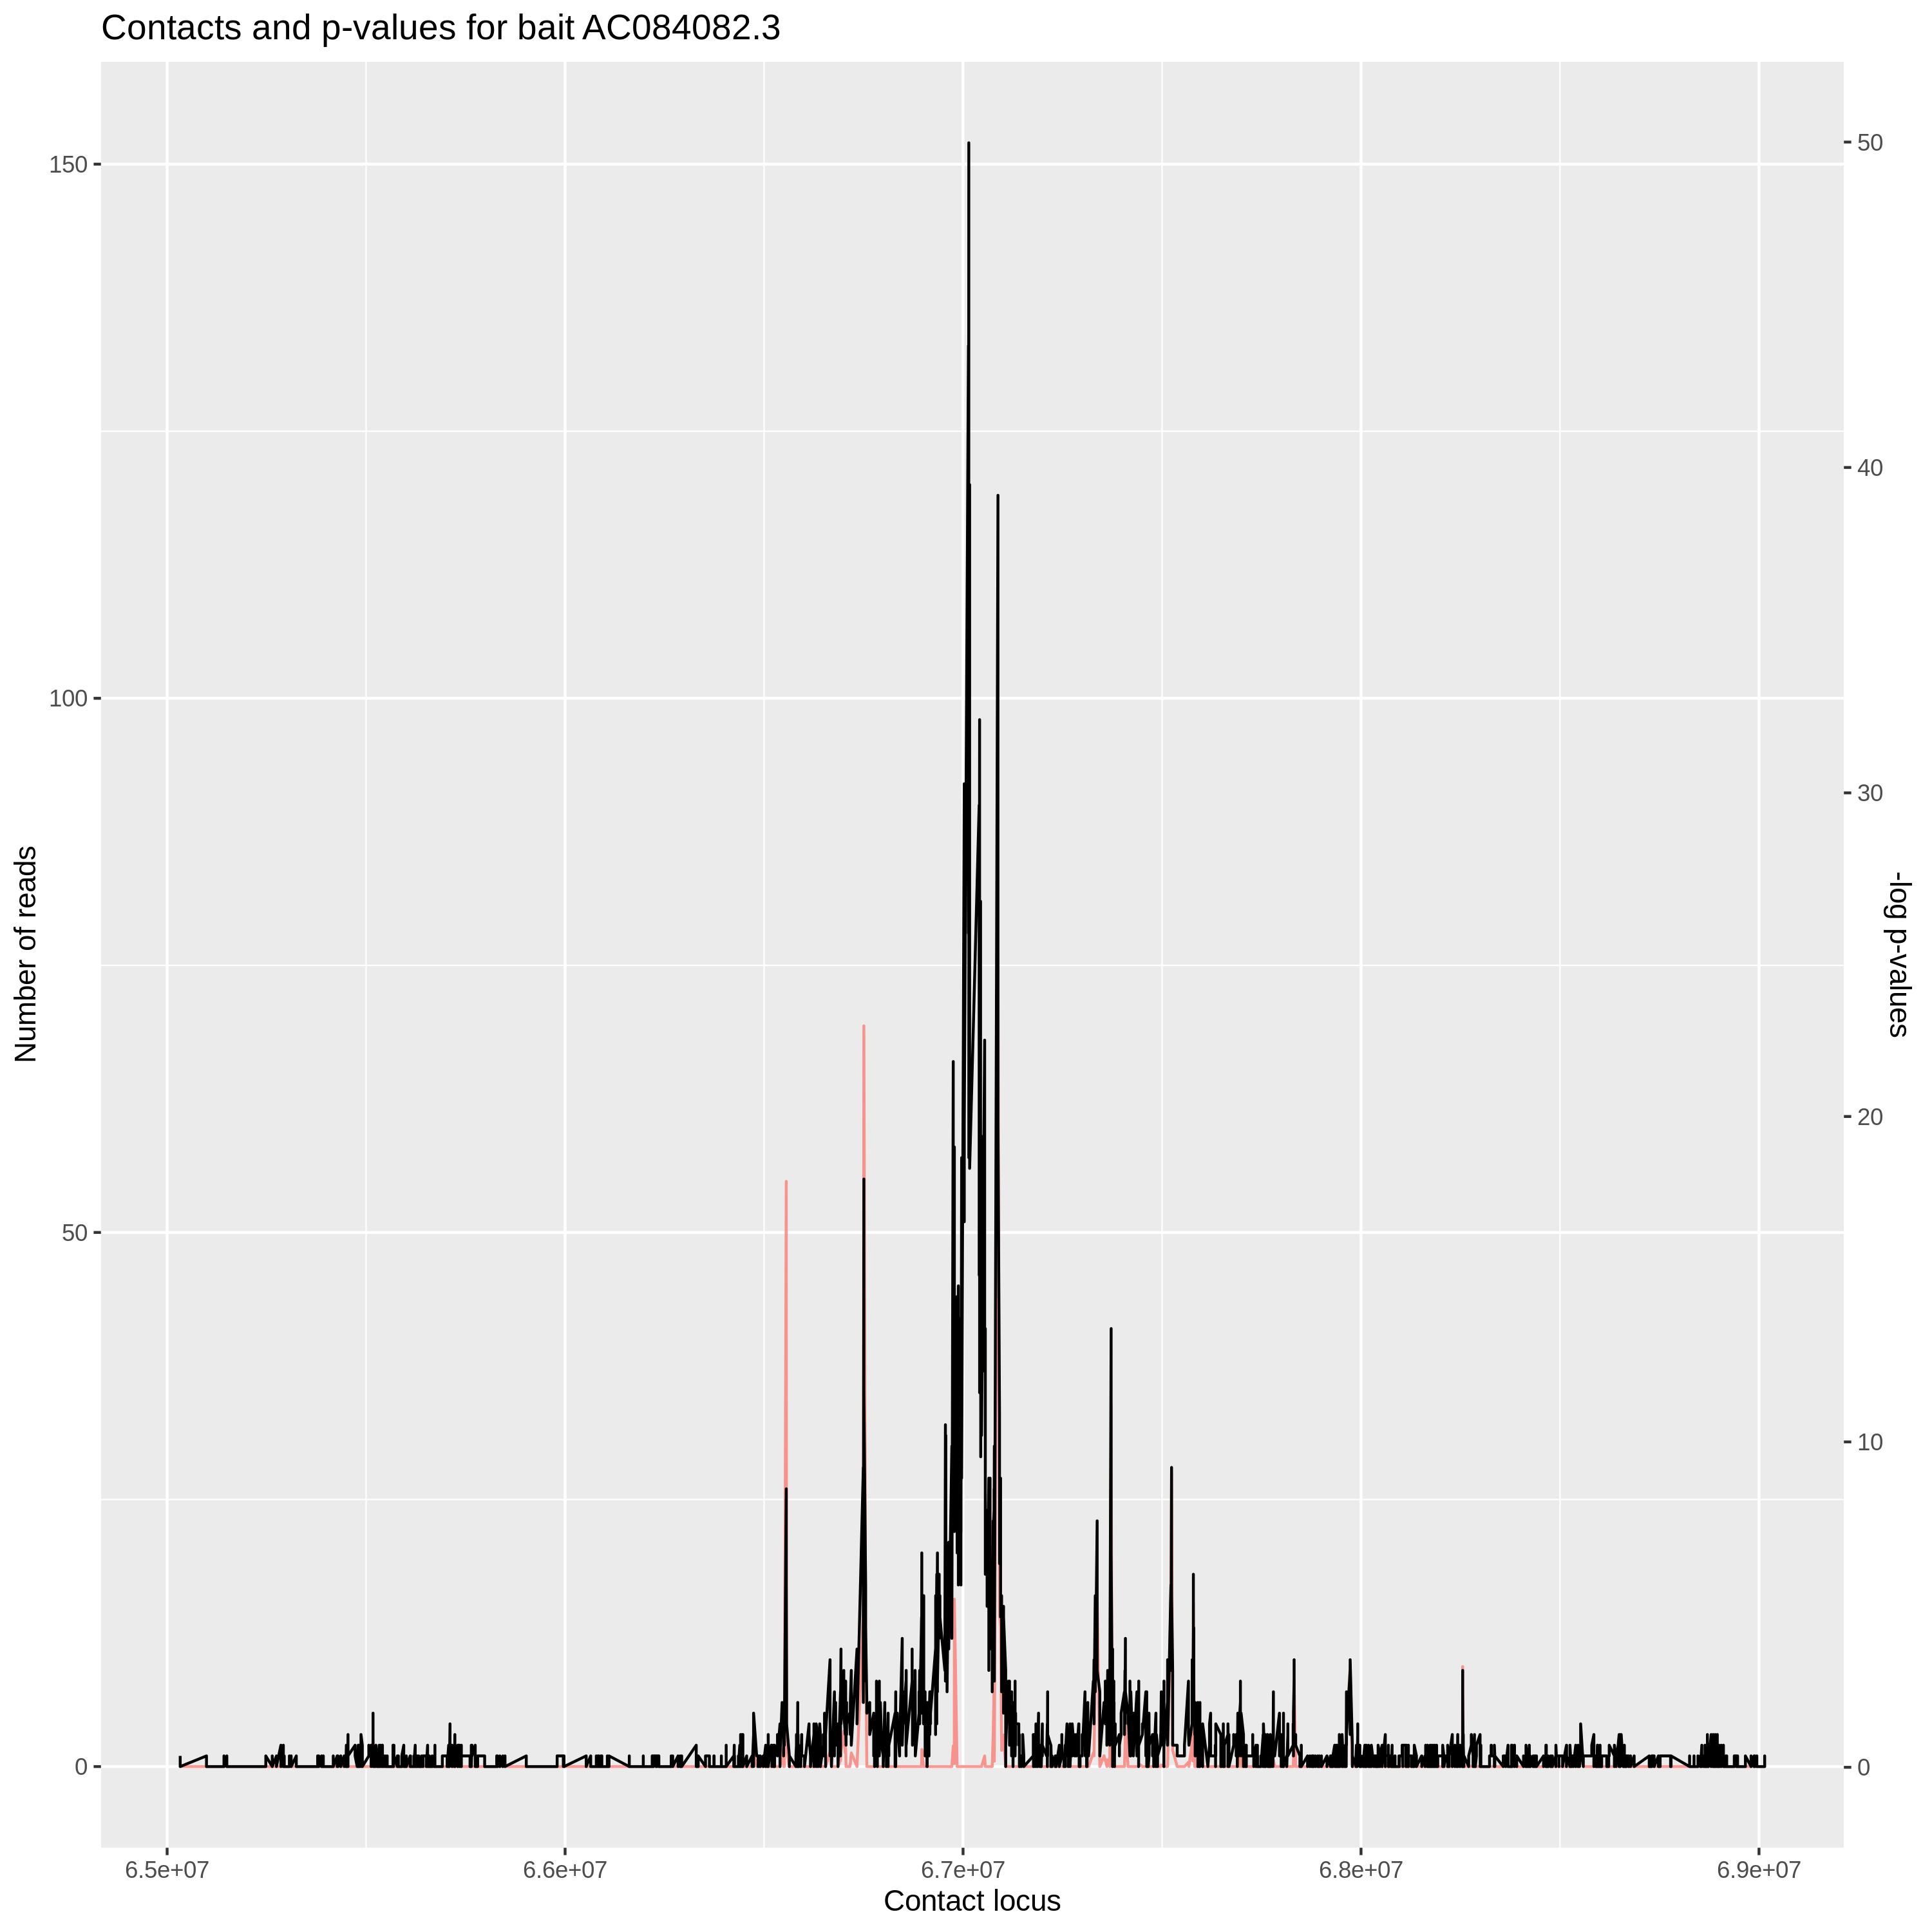 Contacts and p-values for bait AC084082.3
150
100
50
0
Number of reads
50
40
30
20
10
0
-log p-values
6.5e+07 6.6e+07 6.7e+07 6.8e+07 6.9e+07
Contact locus